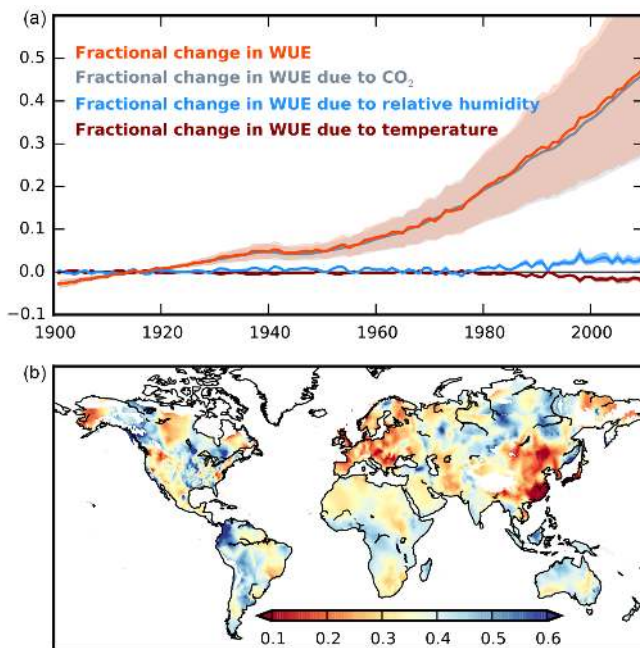 (a)
Fractional change in WUE
Fractional change in WUE due to CO₂
Fractional change in WUE due to relative humidity
Fractional change in WUE due to temperature
0.5
0.4
0.3
0.2
0.1
0.0
−0.1
1900 1920 1940 1960 1980 2000
(b)
0.1 0.2 0.3 0.4 0.5 0.6